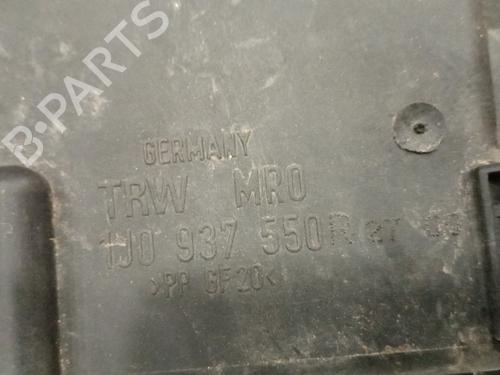 B-PARTS
GERMANY
TRW MRO
1J0 937 550
>PP GF20<